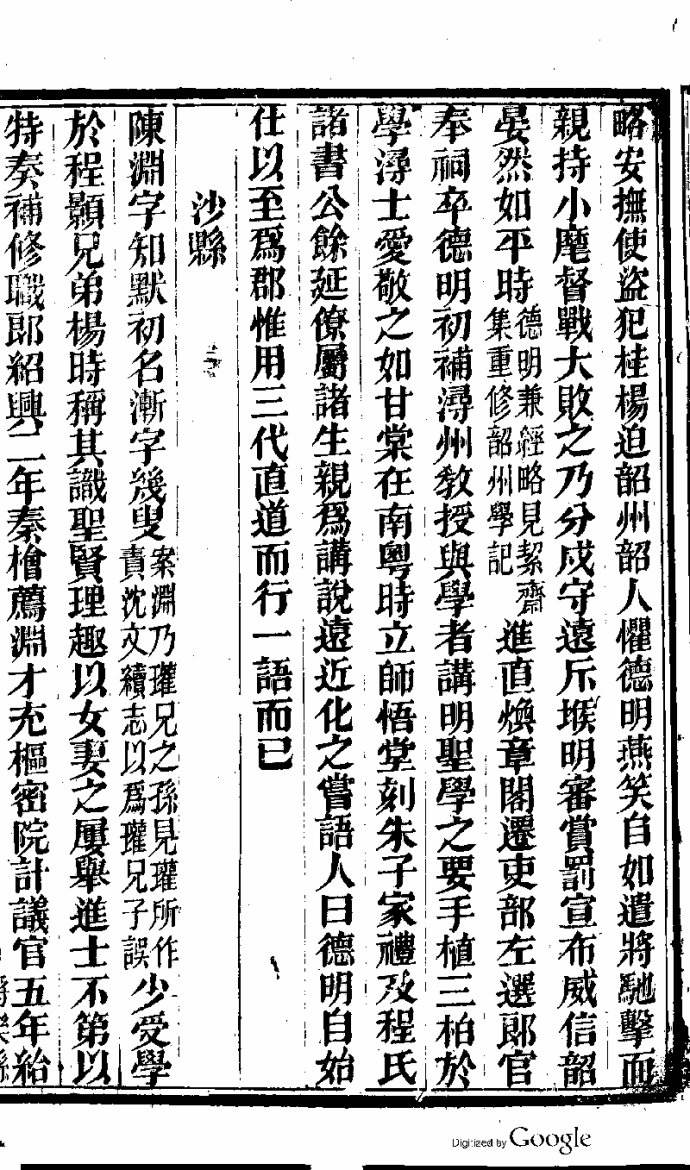 略安撫使盜犯桂楊迫韶州韶人懼德明燕笑自如遣將馳擊而
親持小麾督戰大敗之乃分戍守遠斥堠明審賞罰宣布威信韶
晏然如平時德明兼經略見絜齋集重修韶州學記進直煥章閣遷吏部左選郎官
奉祠卒德明初補潯州敎授與學者講明聖學之要手植三柏於
學潯士愛敬之如甘棠在南粵時立師悟堂刻朱子家禮及程氏
諸書公餘延僚屬諸生親爲講說遠近化之嘗語人曰德明自始
仕以至爲郡惟用三代直道而行一語而已
沙縣
陳淵字知默初名漸字幾叟案淵乃瓘兄之孫見瓘所作責沈文續志以爲瓘兄子誤少受學
於程顥兄弟楊時稱其識聖賢理趣以女妻之屢舉進士不第以
特奏補修職郎紹興二年秦檜薦淵才充樞密院計議官五年給
Digitized by Google